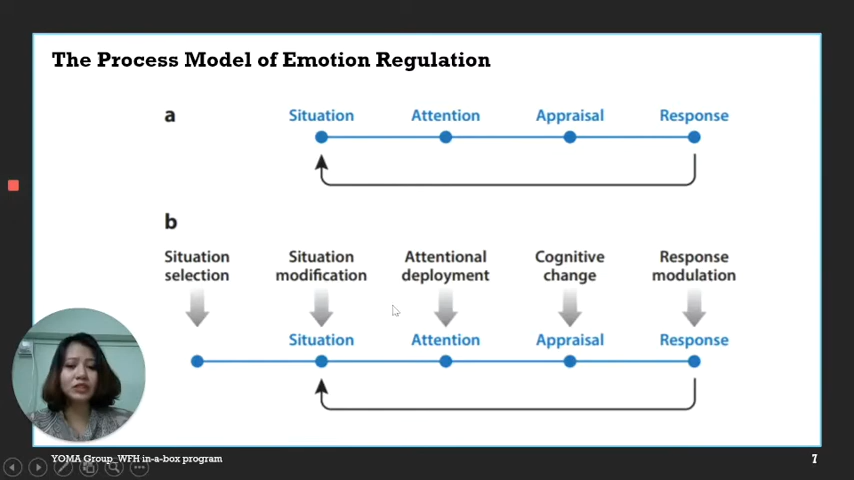 The Process Model of Emotion Regulation
a
Situation Attention Appraisal Response
b
Situation selection
Situation modification
Attentional deployment
Cognitive change
Response modulation
Situation Attention Appraisal Response
YOMA Group_WFH in-a-box program
7